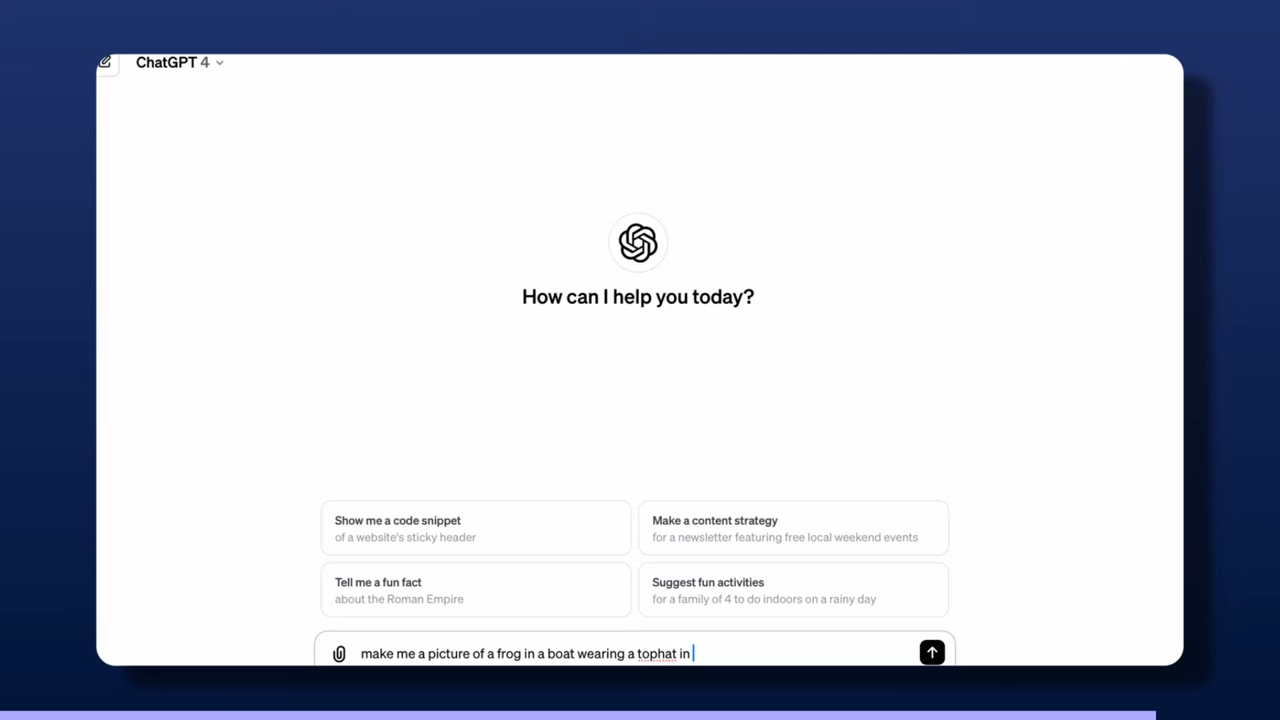 ChatGPT 4
How can I help you today?
Show me a code snippet
of a website's sticky header
Make a content strategy
for a newsletter featuring free local weekend events
Tell me a fun fact
about the Roman Empire
Suggest fun activities
for a family of 4 to do indoors on a rainy day
make me a picture of a frog in a boat wearing a tophat in